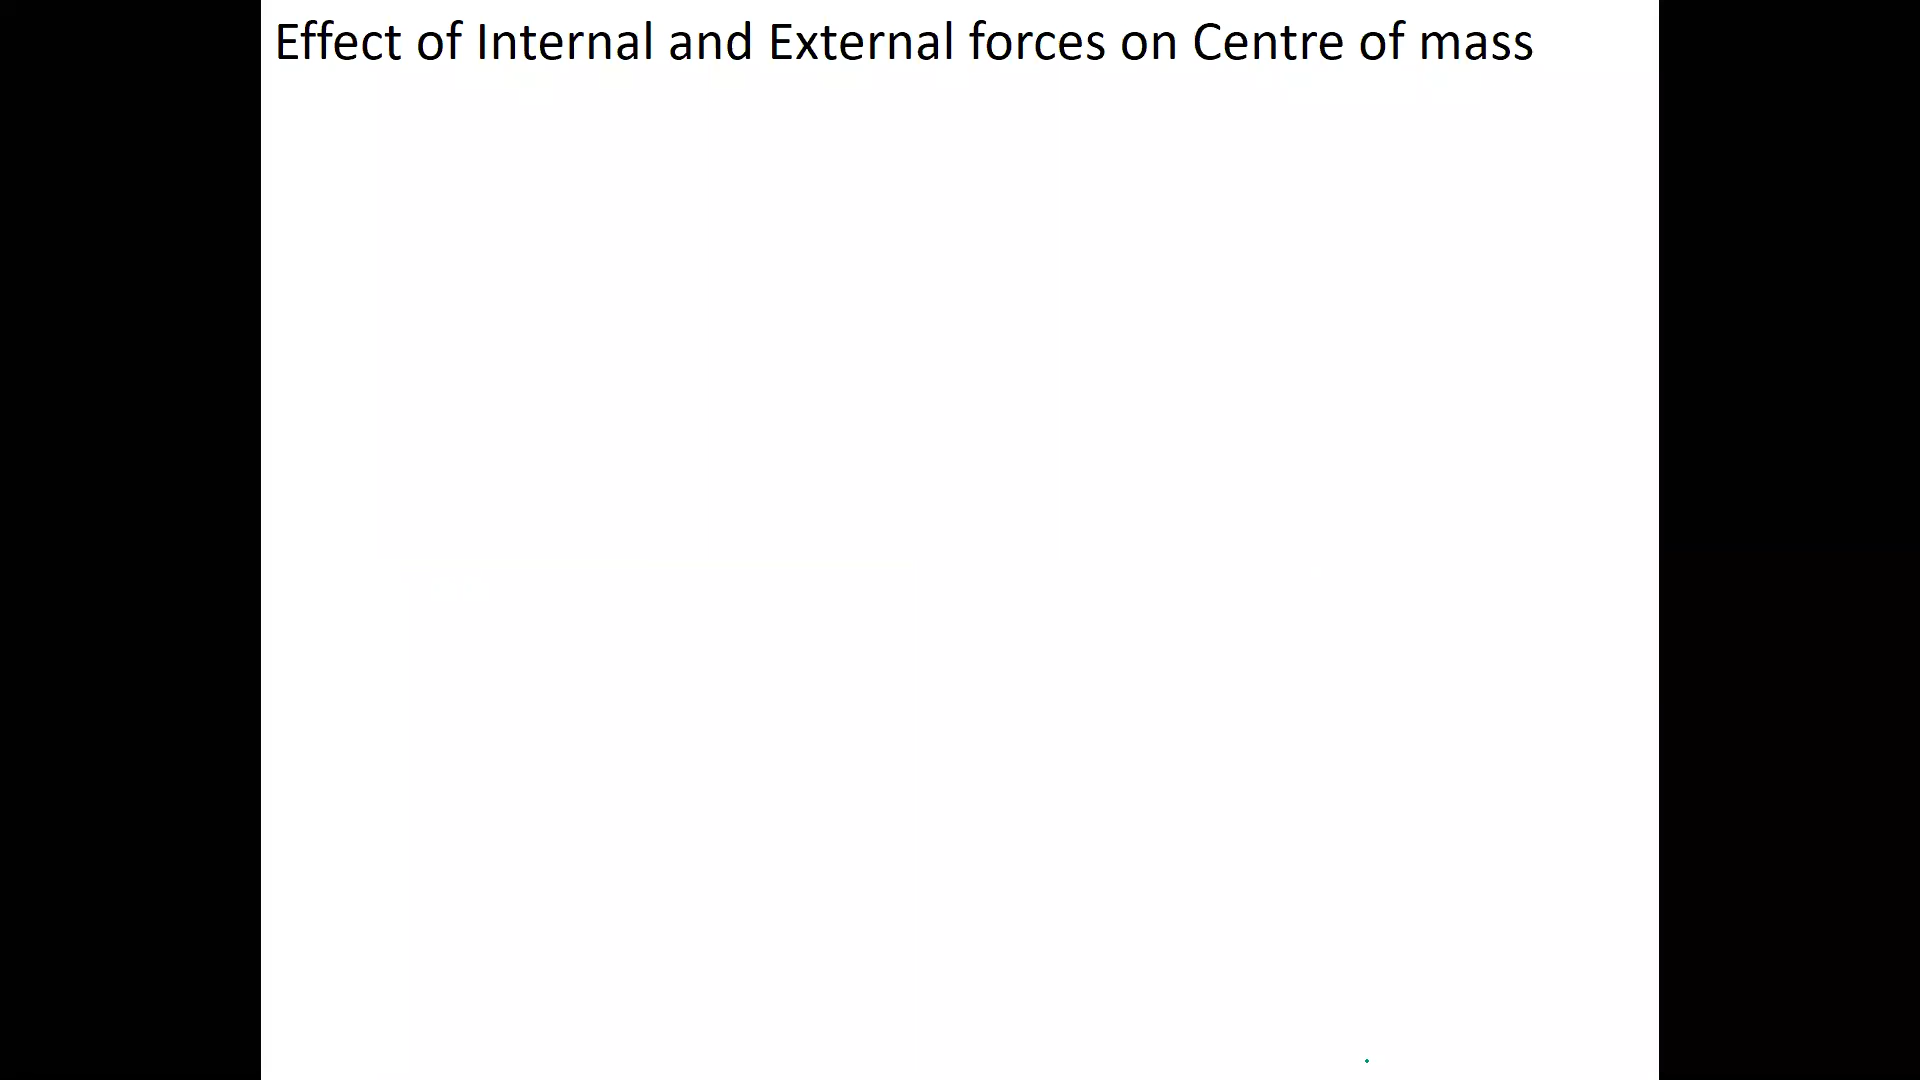 Effect of Internal and External forces on Centre of mass